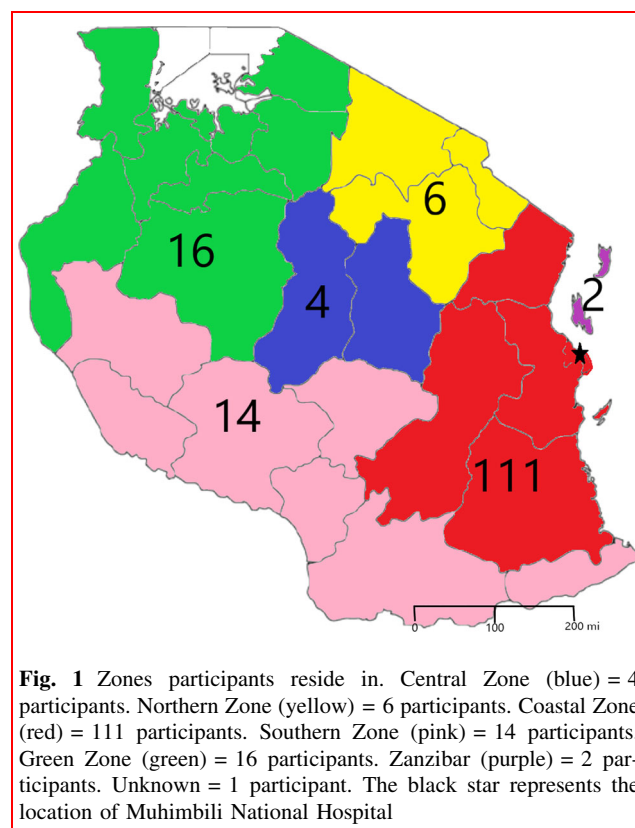 6
16
2
4
14
111
0 100 200 mi
Fig. 1 Zones participants reside in. Central Zone (blue) = 4
participants. Northern Zone (yellow) = 6 participants. Coastal Zone
(red) = 111 participants. Southern Zone (pink) = 14 participants.
Green Zone (green) = 16 participants. Zanzibar (purple) = 2 par-
ticipants. Unknown = 1 participant. The black star represents the
location of Muhimbili National Hospital